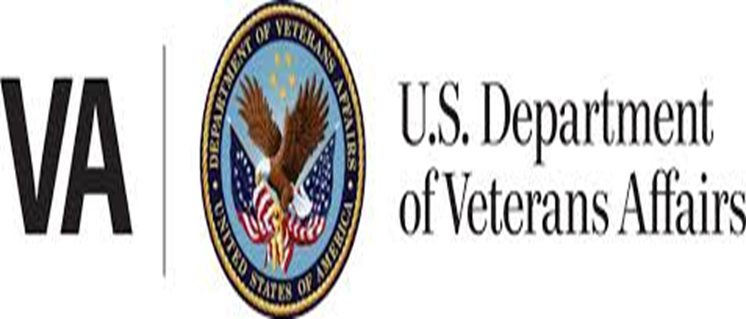 VA
DEPARTMENT OF VETERANS AFFAIRS
UNITED STATES OF AMERICA
U.S. Department
of Veterans Affairs